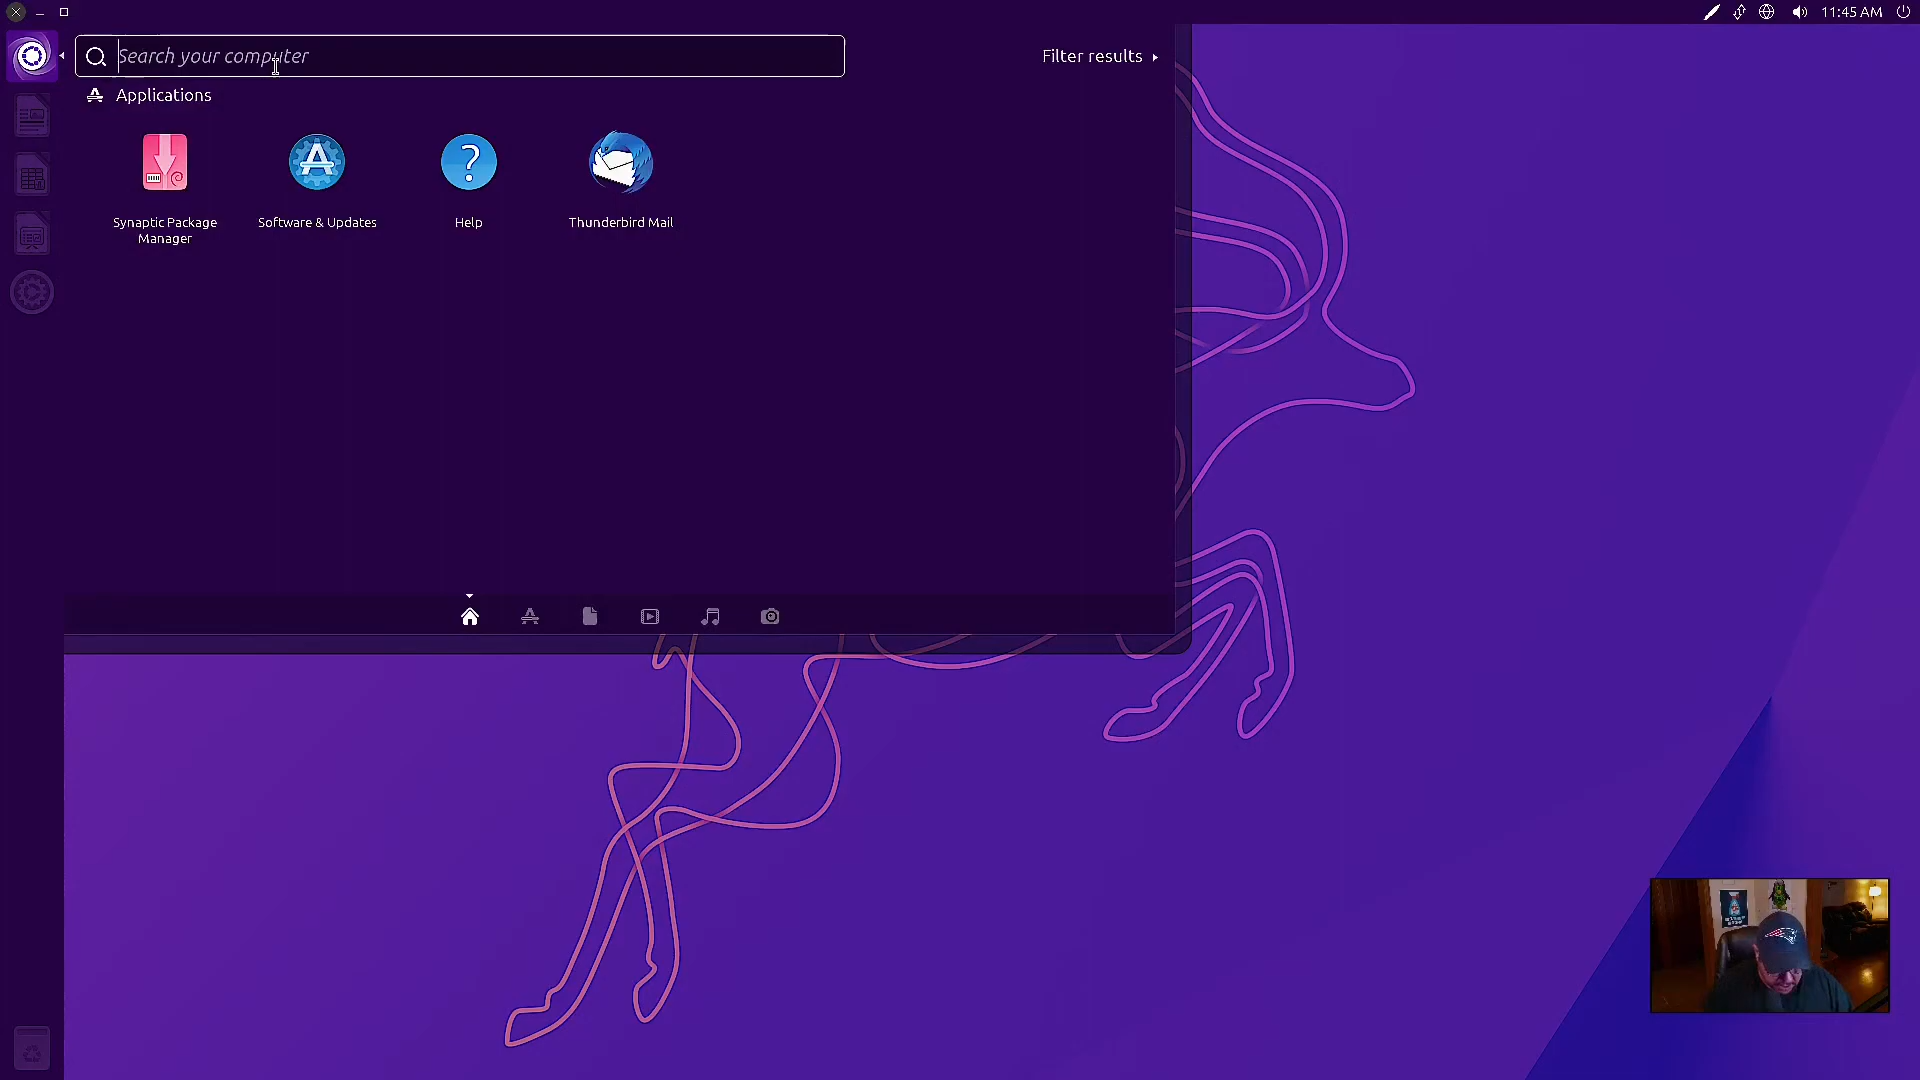 11:45 AM
Search your computer
Filter results
Applications
Synaptic Package
Manager
Software & Updates
Help
Thunderbird Mail